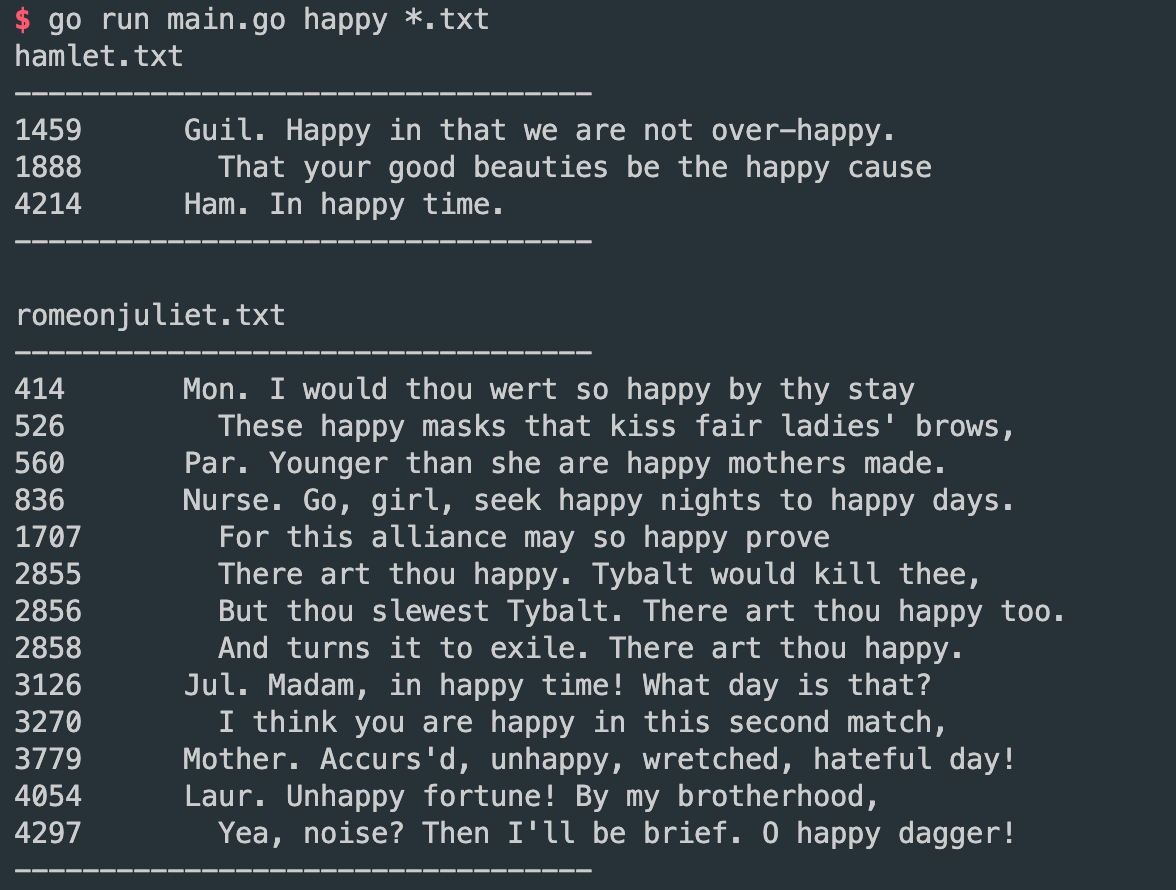 $ go run main.go happy *.txt
hamlet.txt
----------------------------------
1459      Guil. Happy in that we are not over-happy.
1888        That your good beauties be the happy cause
4214      Ham. In happy time.
----------------------------------

romeonjuliet.txt
----------------------------------
414       Mon. I would thou wert so happy by thy stay
526         These happy masks that kiss fair ladies' brows,
560       Par. Younger than she are happy mothers made.
836       Nurse. Go, girl, seek happy nights to happy days.
1707        For this alliance may so happy prove
2855        There art thou happy. Tybalt would kill thee,
2856        But thou slewest Tybalt. There art thou happy too.
2858        And turns it to exile. There art thou happy.
3126      Jul. Madam, in happy time! What day is that?
3270        I think you are happy in this second match,
3779      Mother. Accurs'd, unhappy, wretched, hateful day!
4054      Laur. Unhappy fortune! By my brotherhood,
4297        Yea, noise? Then I'll be brief. O happy dagger!
----------------------------------